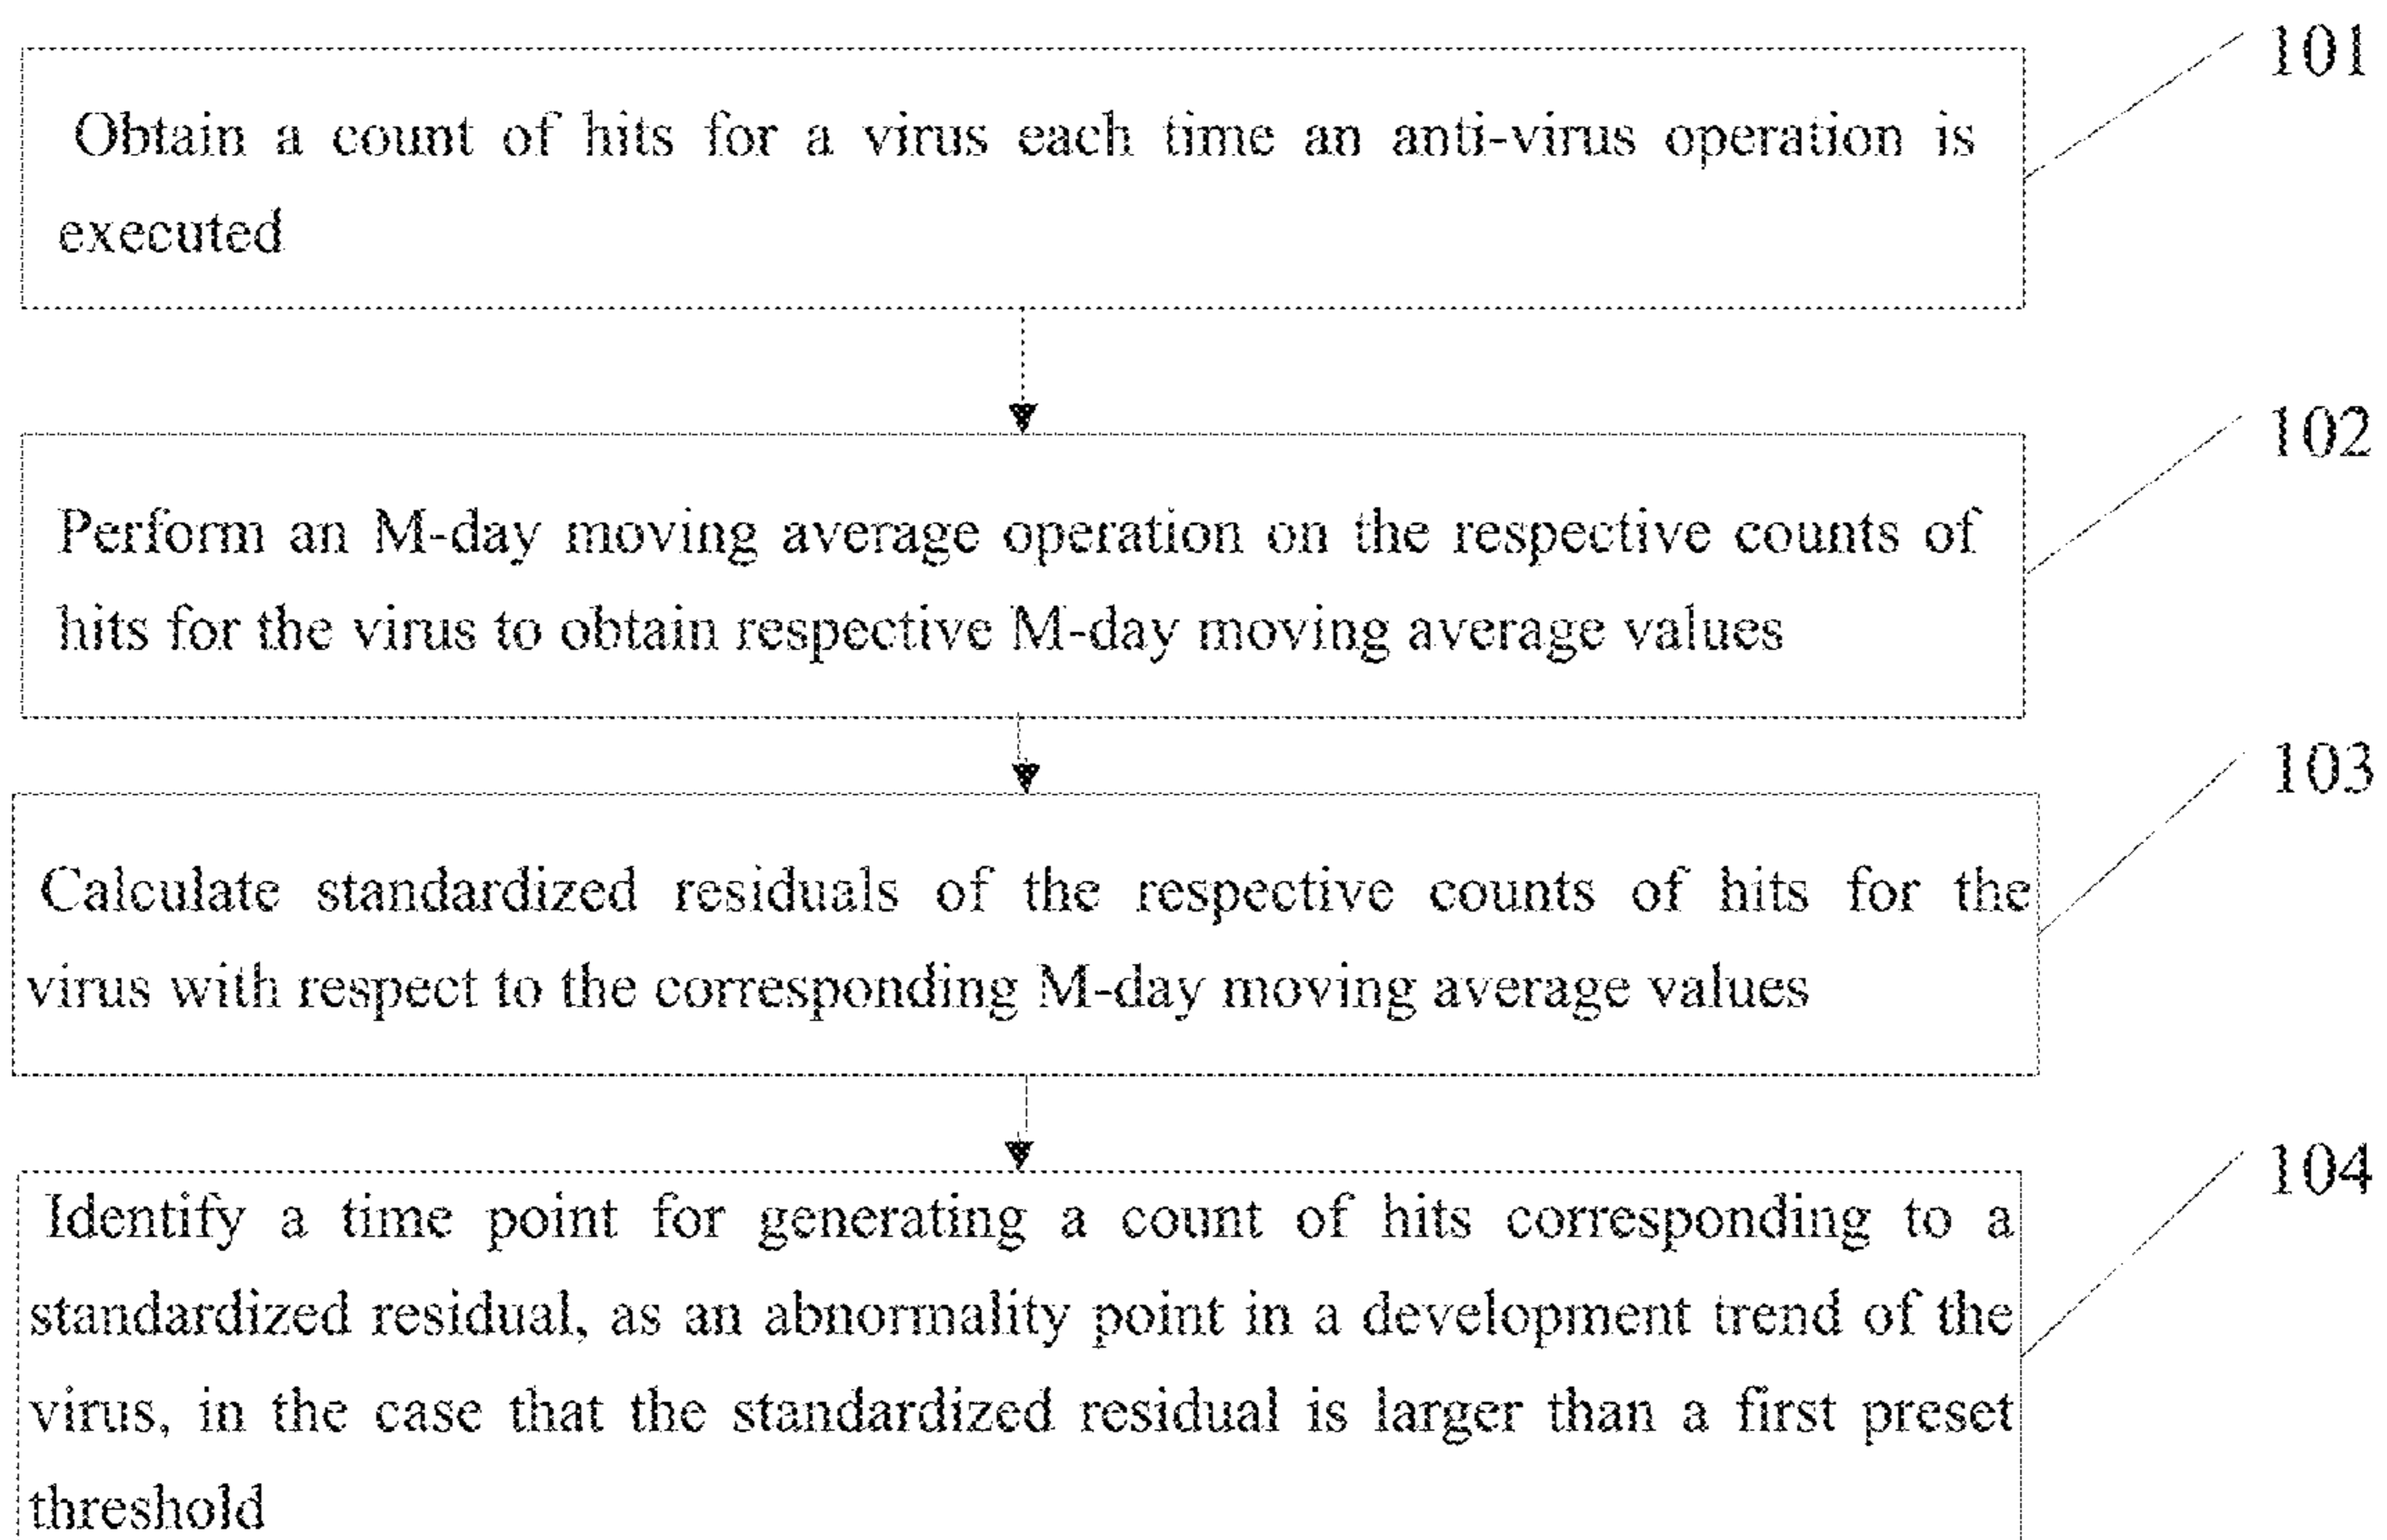 101
Obtain a count of hits for a virus each time an anti-virus operation is
executed
102
Perform an M-day moving average operation on the respective counts of
hits for the virus to obtain respective M-day moving average values
103
Calculate standardized residuals of the respective counts of hits for the
virus with respect to the corresponding M-day moving average values
104
Identify a time point for generating a count of hits corresponding to a
standardized residual, as an abnormality point in a development trend of the
virus, in the case that the standardized residual is larger than a first preset
threshold